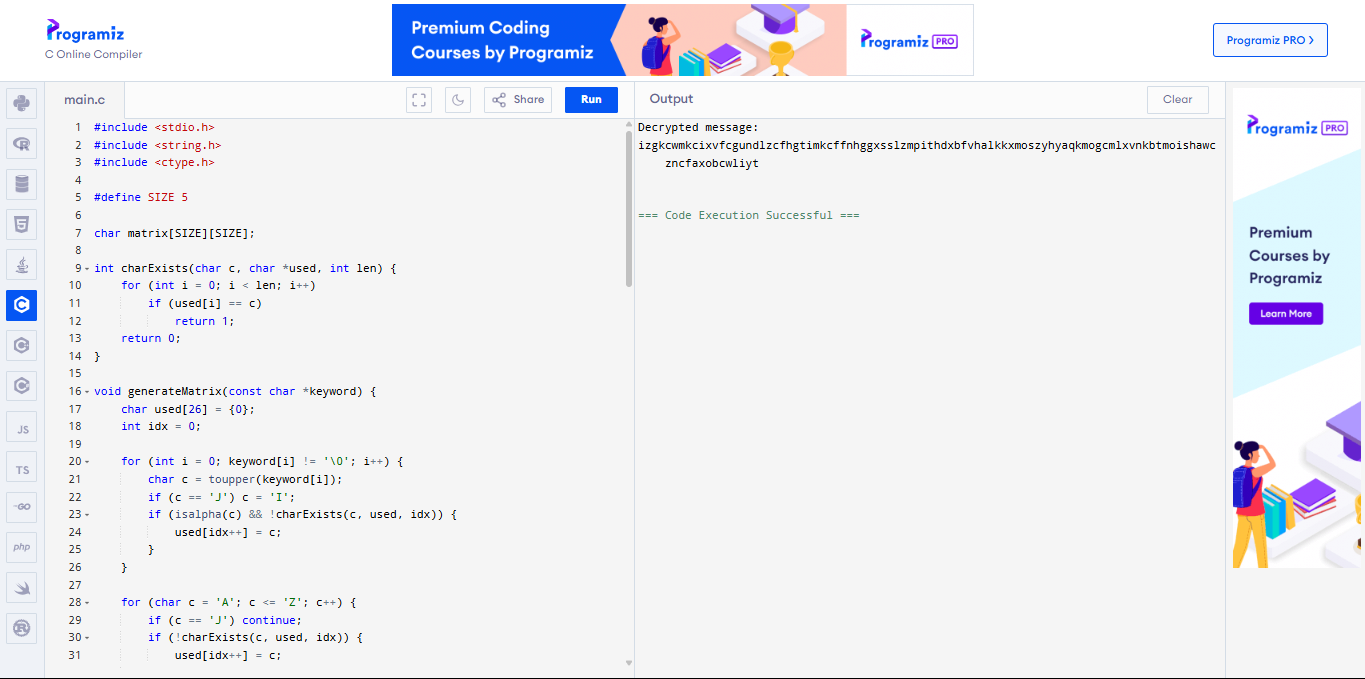 Programiz
C Online Compiler
Premium Coding
Courses by Programiz
Programiz PRO
Programiz PRO >
main.c
Share
Run
Output
Clear
1 #include <stdio.h>
2 #include <string.h>
3 #include <ctype.h>
4
5 #define SIZE 5
6
7 char matrix[SIZE][SIZE];
8
9 int charExists(char c, char *used, int len) {
10 for (int i = 0; i < len; i++)
11 if (used[i] == c)
12 return 1;
13 return 0;
14 }
15
16 void generateMatrix(const char *keyword) {
17 char used[26] = {0};
18 int idx = 0;
19
20 for (int i = 0; keyword[i] != '\0'; i++) {
21 char c = toupper(keyword[i]);
22 if (c == 'J') c = 'I';
23 if (isalpha(c) && !charExists(c, used, idx)) {
24 used[idx++] = c;
25 }
26 }
27
28 for (char c = 'A'; c <= 'Z'; c++) {
29 if (c == 'J') continue;
30 if (!charExists(c, used, idx)) {
31 used[idx++] = c;
Decrypted message:
izgkcwmkcixvfcgundlzcfhgtimkcffnhggxsslzmpithdxbfvhalkkxmoszyhyaqkmogcmlxvnkbtmoishawc
zncfaxobcwliyt
=== Code Execution Successful ===
JS
TS
GO
php
Programiz PRO
Premium
Courses by
Programiz
Learn More